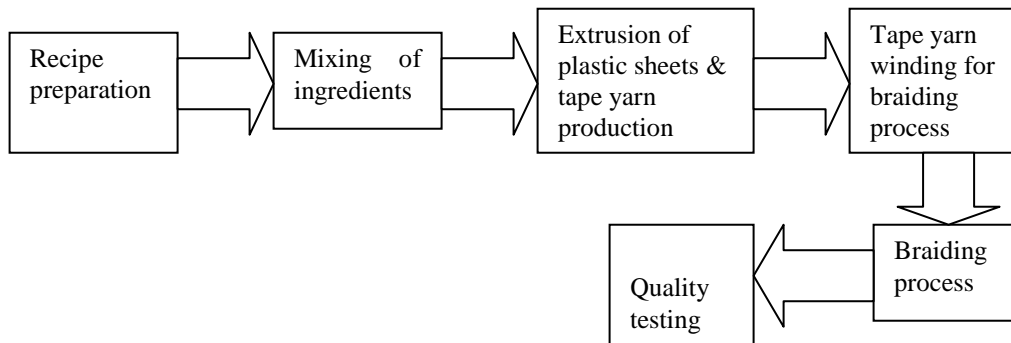 Recipe
preparation
Mixing of
ingredients
Extrusion of
plastic sheets &
tape yarn
production
Tape yarn
winding for
braiding
process
Braiding
process
Quality
testing